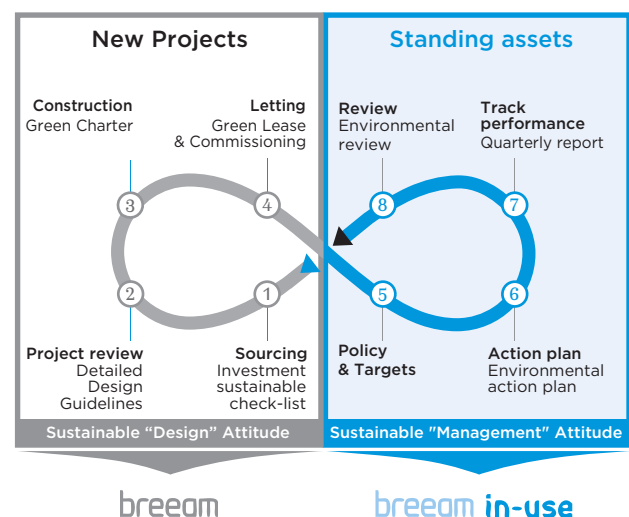 New Projects
Standing assets
Construction
Green Charter
Letting
Green Lease
& Commissioning
Review
Environmental
review
Track
performance
Quarterly report
3
4
8
7
2
1
5
6
Project review
Detailed
Design
Guidelines
Sourcing
Investment
sustainable
check-list
Policy
& Targets
Action plan
Environmental
action plan
Sustainable “Design” Attitude
Sustainable "Management" Attitude
breeam
breeam in-use